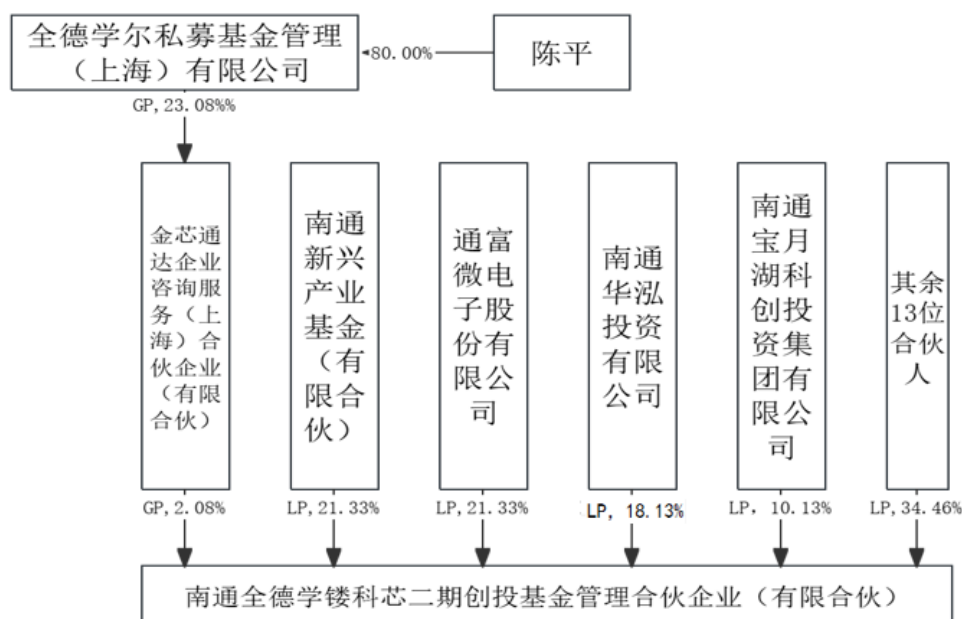 全德学尔私募基金管理
（上海）有限公司
80.00%
陈平
GP,23.08%%
金芯通
达企业
咨询服
务（上
海）合
伙企业
（有限
合伙）
南通
新兴
产业
基金
（有
限合
伙）
通富
微电
子股
份有
限公
司
南通
华泓
投资
有限
公司
南通
宝月
湖科
创投
资集
团有
限公
司
其余
13位
合伙
人
GP,2.08%
LP,21.33%
LP,21.33%
LP, 18.13%
LP, 10.13%
LP,34.46%
南通全德学镂科芯二期创投基金管理合伙企业（有限合伙）